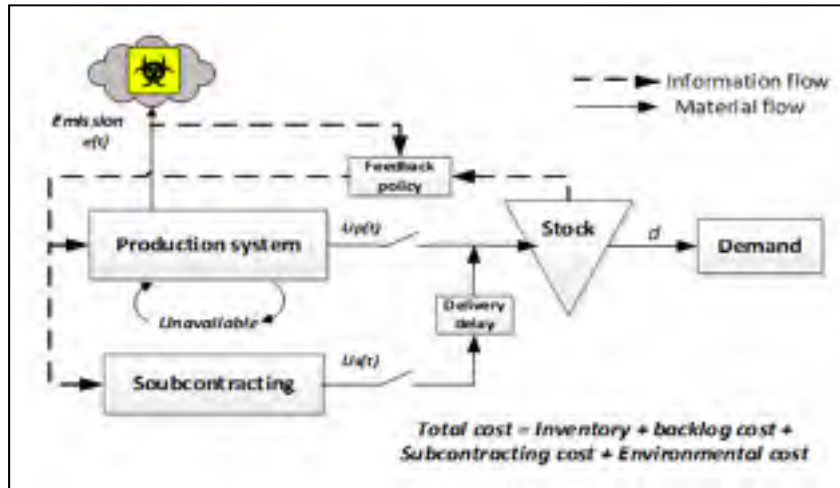 Emission
e(t)
Information flow
Material flow
Feedback
policy
Production system
Up(t)
Stock
d
Demand
Unavailable
Delivery
delay
Soubcontracting
Us(t)
Total cost = Inventory + backlog cost +
Subcontracting cost + Environmental cost